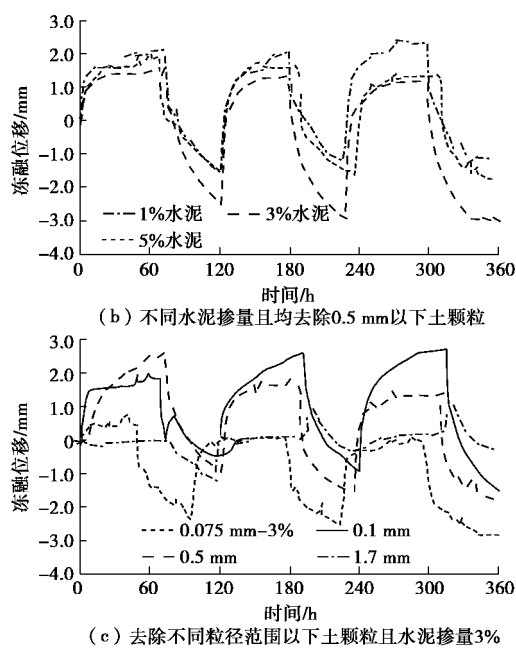 3.0
2.0
1.0
0
−1.0
−2.0
−3.0
−4.0
冻融位移/mm
1%水泥
3%水泥
5%水泥
0
60
120
180
240
300
360
时间/h
（b）不同水泥掺量且均去除0.5 mm以下土颗粒
3.0
2.0
1.0
0
−1.0
−2.0
−3.0
−4.0
冻融位移/mm
0.075 mm−3%
0.1 mm
0.5 mm
1.7 mm
0
60
120
180
240
300
360
时间/h
（c）去除不同粒径范围以下土颗粒且水泥掺量3%